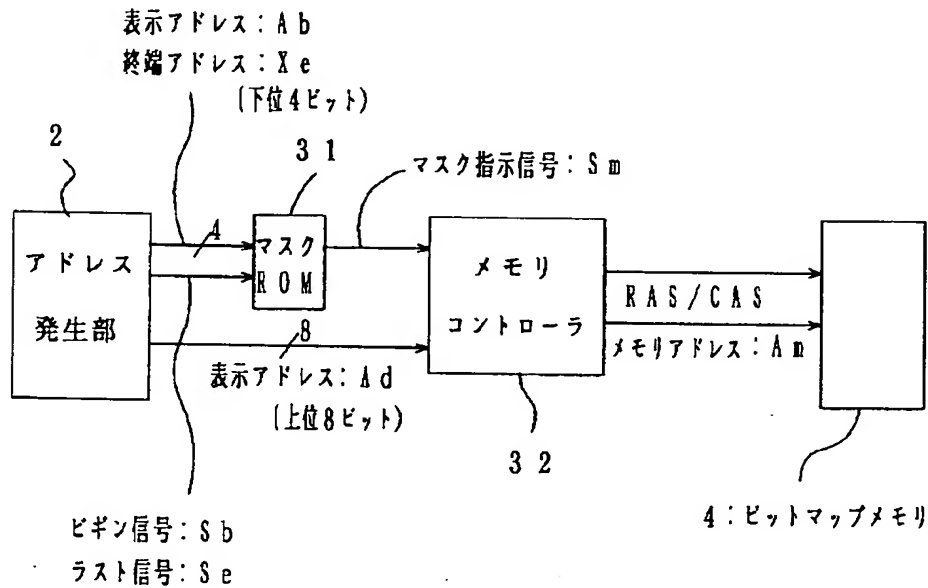 表示アドレス：Ab
終端アドレス：Xe
(下位4ビット)
2
31
マスク指示信号：Sm
アドレス
発生部
4
マスク
ROM
8
表示アドレス：Ad
(上位8ビット)
メモリ
コントローラ
RAS/CAS
メモリアドレス：Am
32
4：ビットマップメモリ
ビギン信号：Sb
ラスト信号：Se